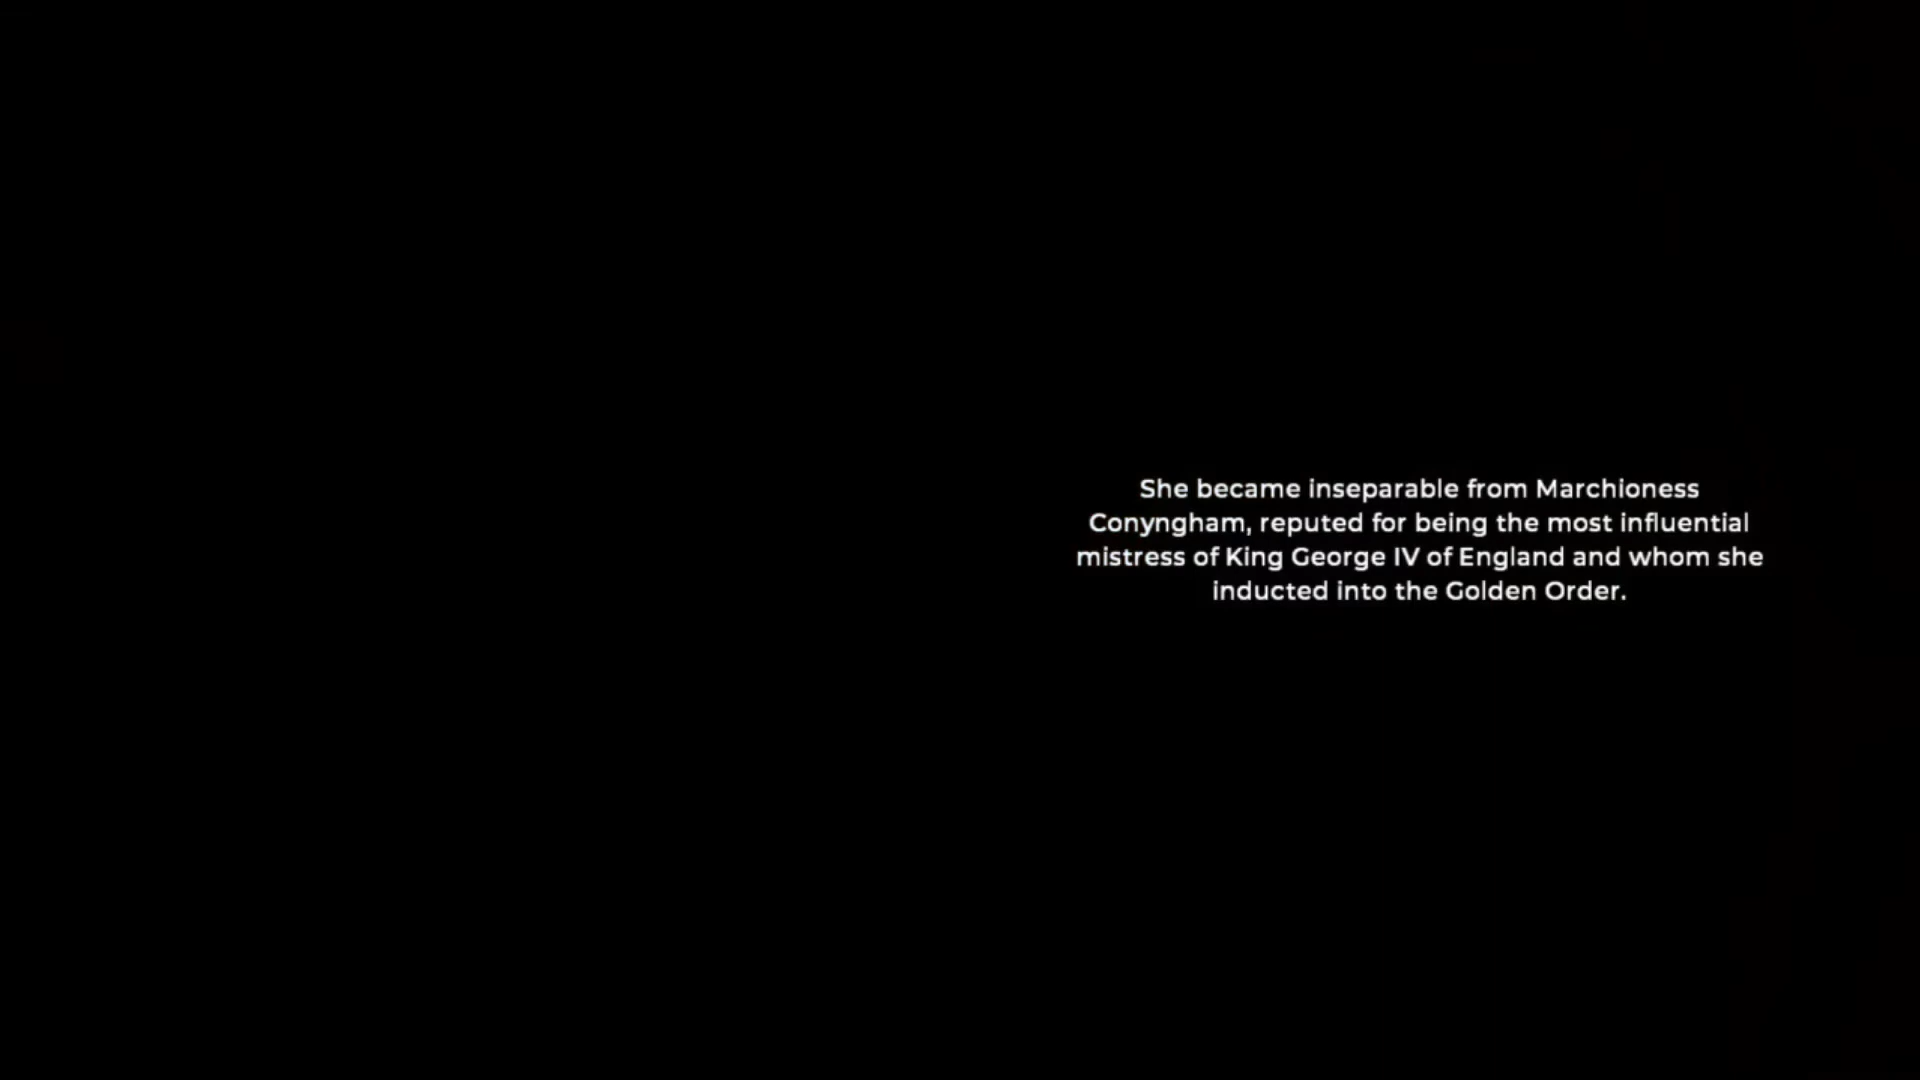 She became inseparable from Marchioness
Conyngham, reputed for being the most influential
mistress of King George IV of England and whom she
inducted into the Golden Order.